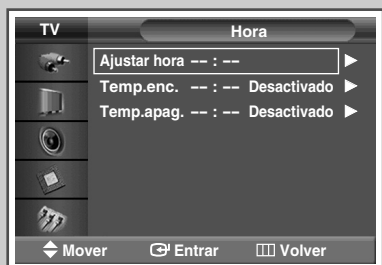 TV Hora
Ajustar hora -- : --
Temp.enc. -- : -- Desactivado
Temp.apag. -- : -- Desactivado
Mover Entrar Volver